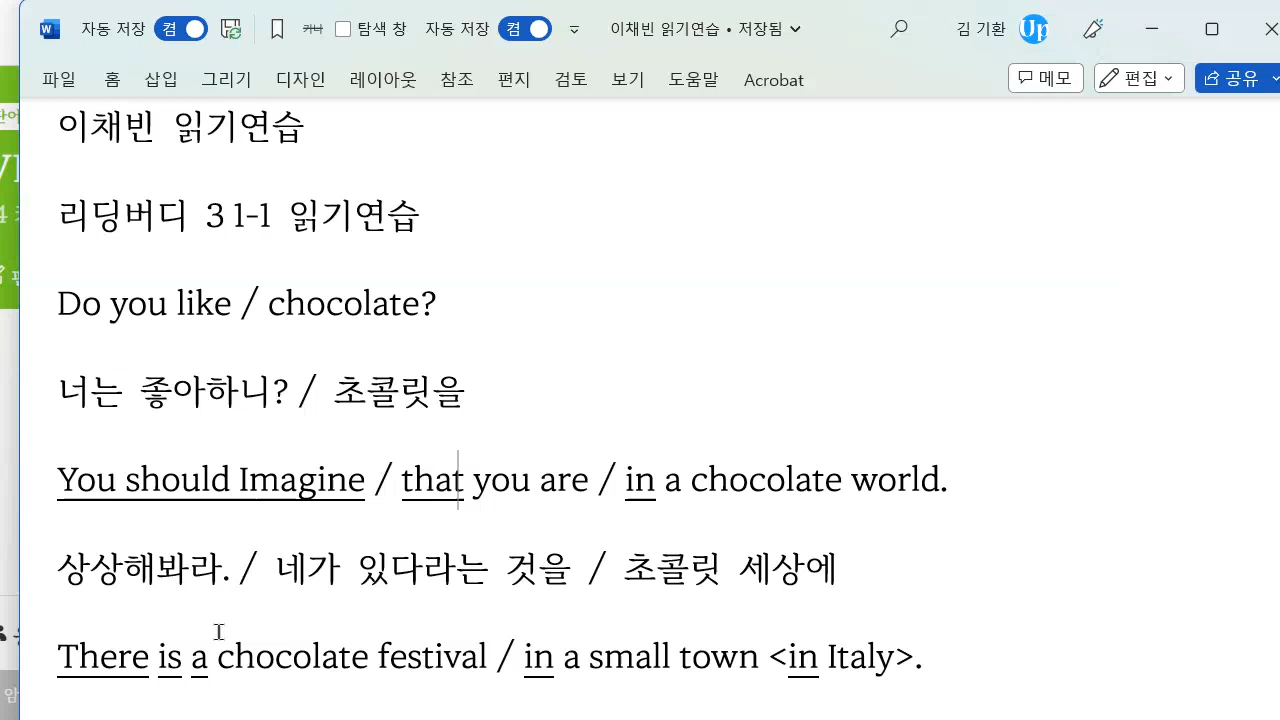 자동 저장 켬 탐색 창 자동 저장 켬 이채빈 읽기연습 • 저장됨 김 기환 Up
파일 홈 삽입 그리기 디자인 레이아웃 참조 편지 검토 보기 도움말 Acrobat 메모 편집 공유
이채빈 읽기연습
리딩버디 3 1-1 읽기연습
Do you like / chocolate?
너는 좋아하니? / 초콜릿을
You should Imagine / that you are / in a chocolate world.
상상해봐라. / 네가 있다라는 것을 / 초콜릿 세상에
There is a chocolate festival / in a small town <in Italy>.